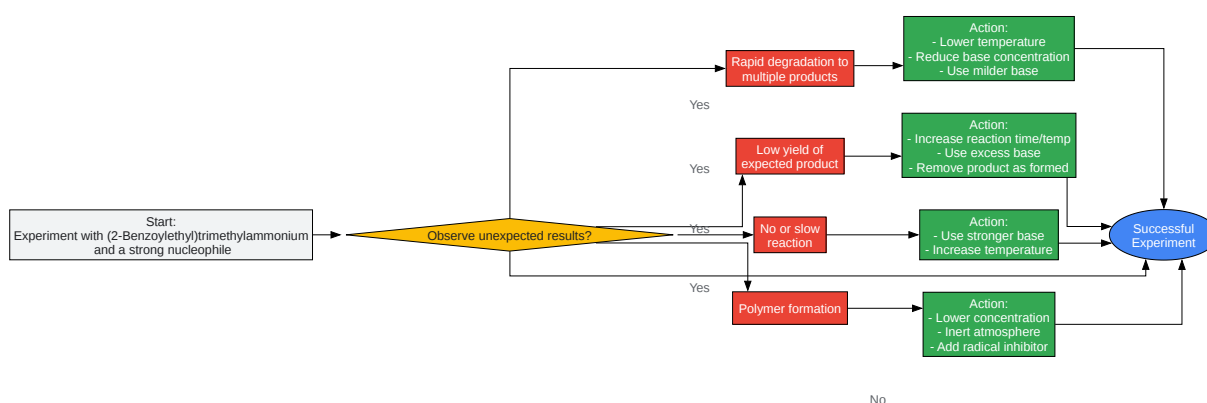 Start:
Experiment with (2-Benzoylethyl)trimethylammonium
and a strong nucleophile
Observe unexpected results?
Yes
Rapid degradation to
multiple products
Action:
- Lower temperature
- Reduce base concentration
- Use milder base
Yes
Low yield of
expected product
Action:
- Increase reaction time/temp
- Use excess base
- Remove product as formed
Yes
No or slow
reaction
Action:
- Use stronger base
- Increase temperature
Yes
Polymer formation
Action:
- Lower concentration
- Inert atmosphere
- Add radical inhibitor
Successful
Experiment
No